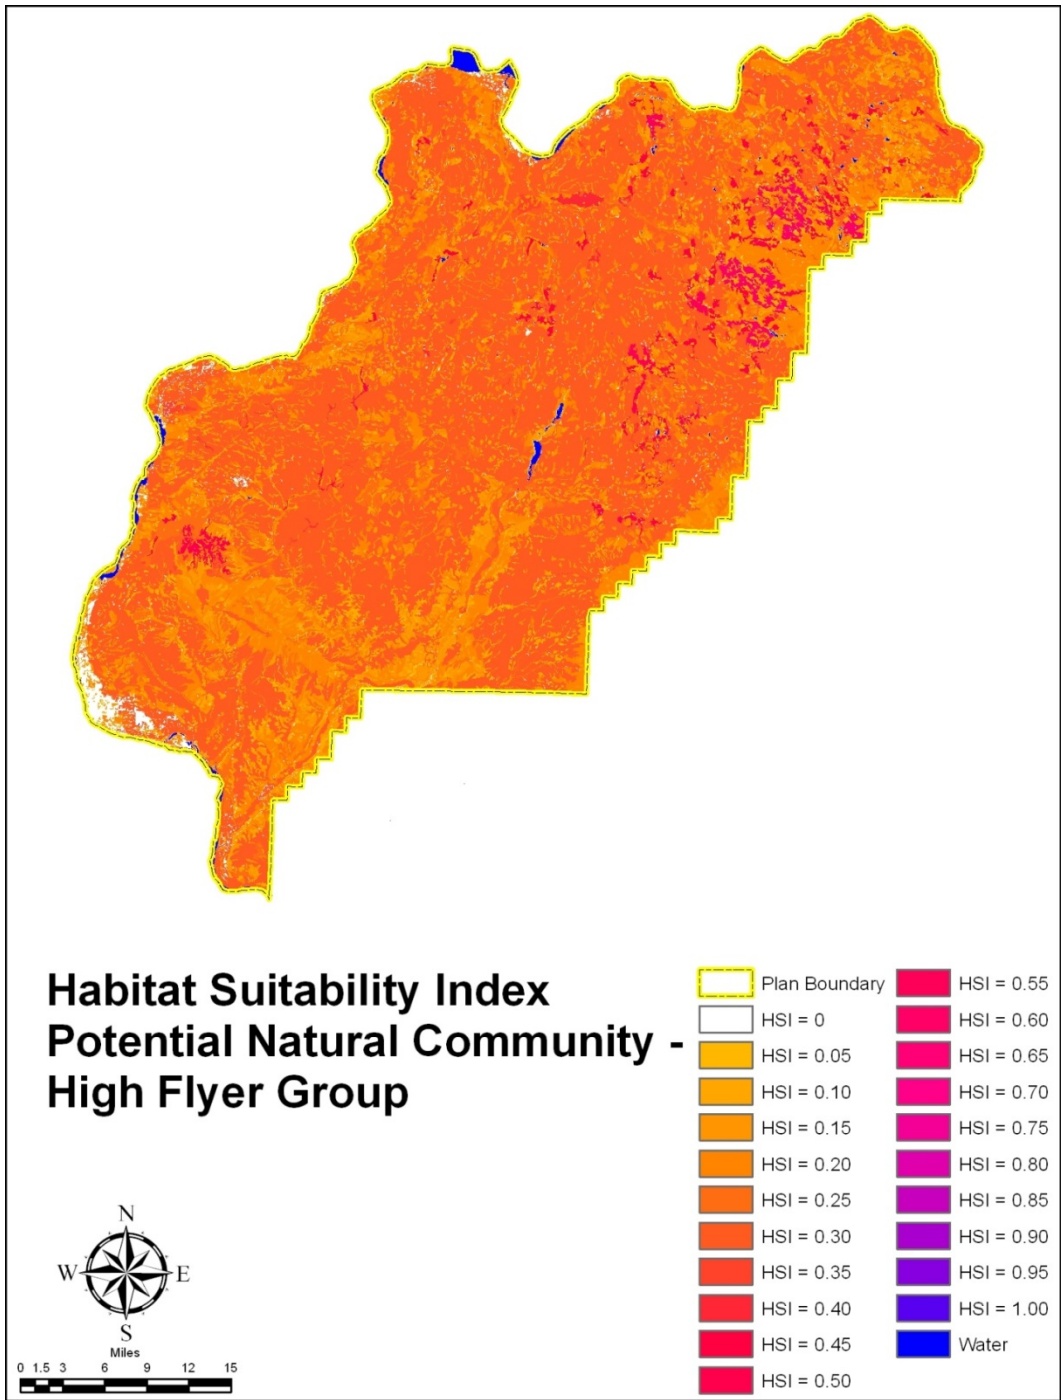 Habitat Suitability Index
Potential Natural Community -
High Flyer Group
Plan Boundary
HSI = 0
HSI = 0.05
HSI = 0.10
HSI = 0.15
HSI = 0.20
HSI = 0.25
HSI = 0.30
HSI = 0.35
HSI = 0.40
HSI = 0.45
HSI = 0.50
HSI = 0.55
HSI = 0.60
HSI = 0.65
HSI = 0.70
HSI = 0.75
HSI = 0.80
HSI = 0.85
HSI = 0.90
HSI = 0.95
HSI = 1.00
Water
N
W E
S
Miles
0 1.5 3 6 9 12 15